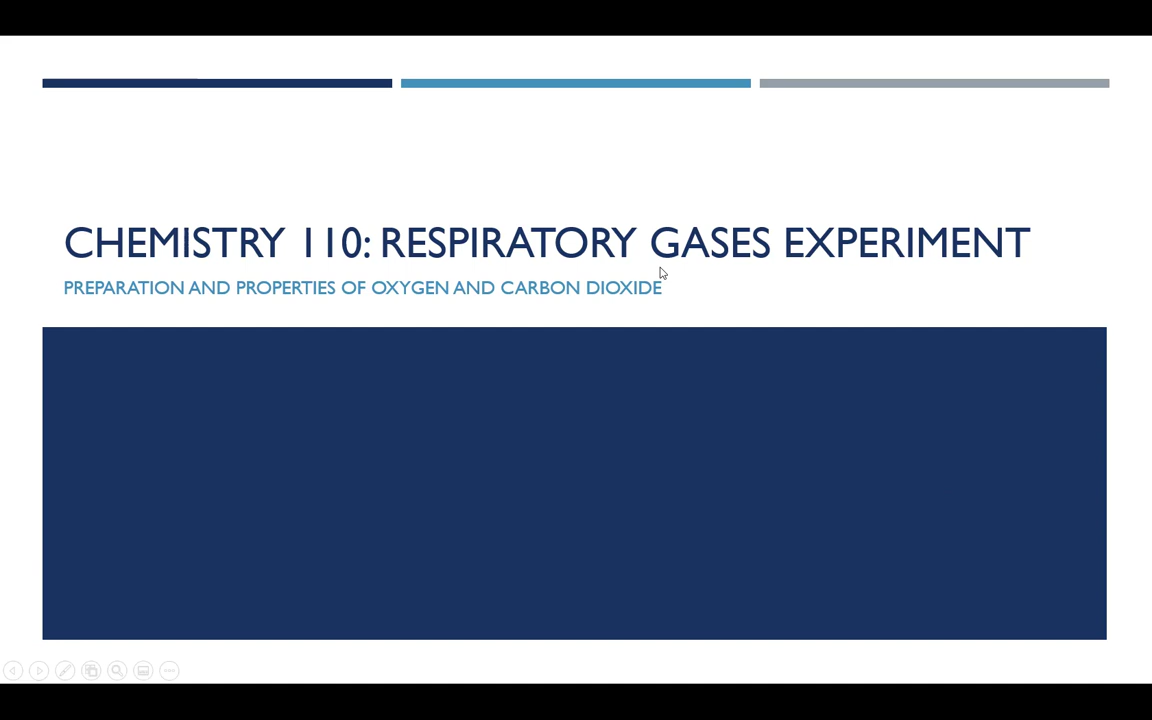 CHEMISTRY 110: RESPIRATORY GASES EXPERIMENT
PREPARATION AND PROPERTIES OF OXYGEN AND CARBON DIOXIDE